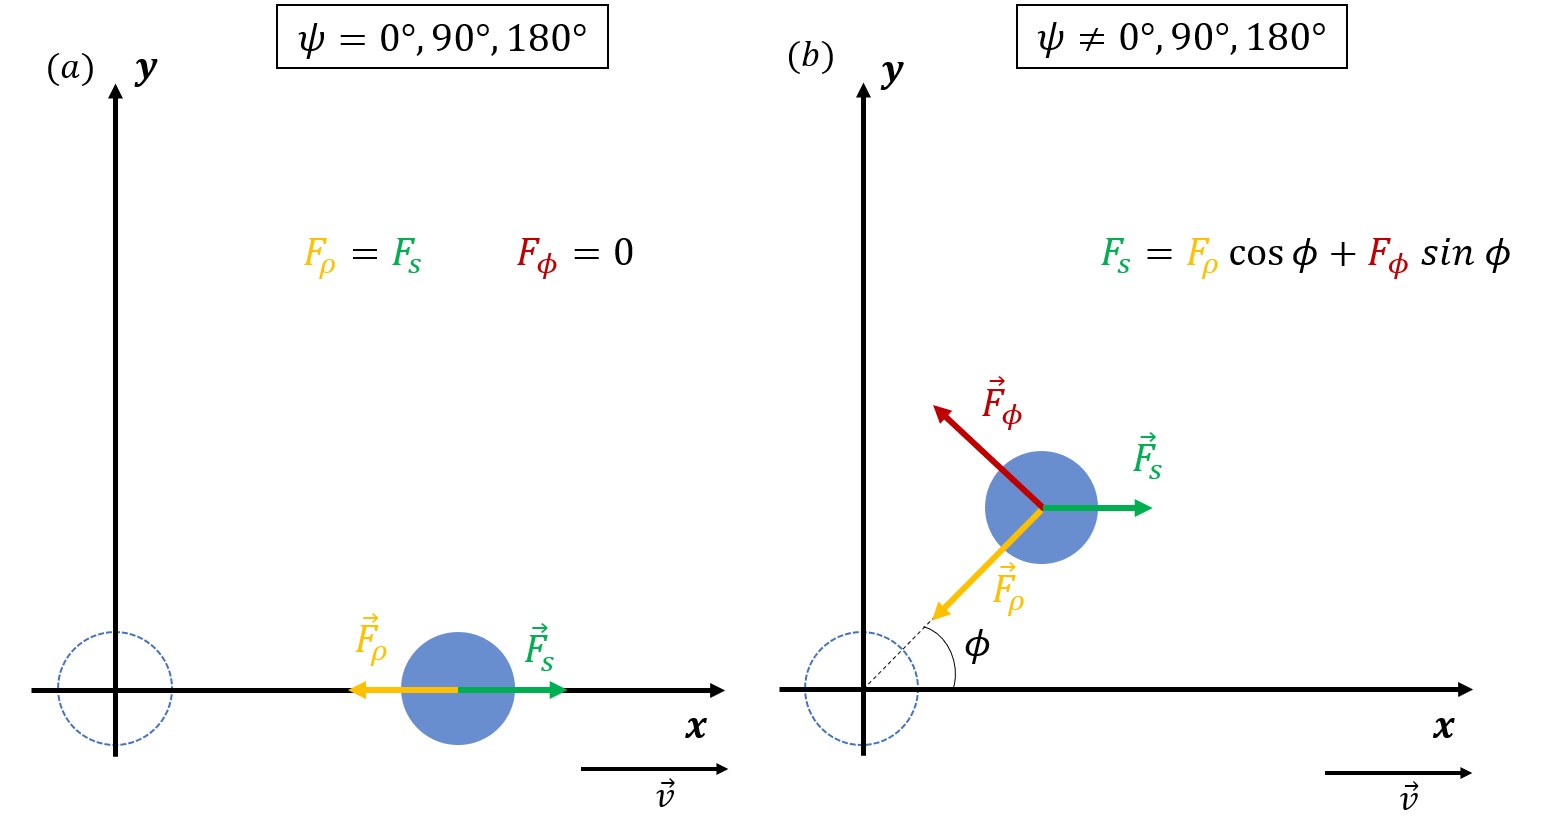 (a)
y
ψ = 0°, 90°, 180°
F_ρ = F_s
F_ϕ = 0
F⃗_ρ
F⃗_s
x
v⃗
(b)
y
ψ ≠ 0°, 90°, 180°
F_s = F_ρ cos ϕ + F_ϕ sin ϕ
F⃗_ϕ
F⃗_s
F⃗_ρ
ϕ
x
v⃗